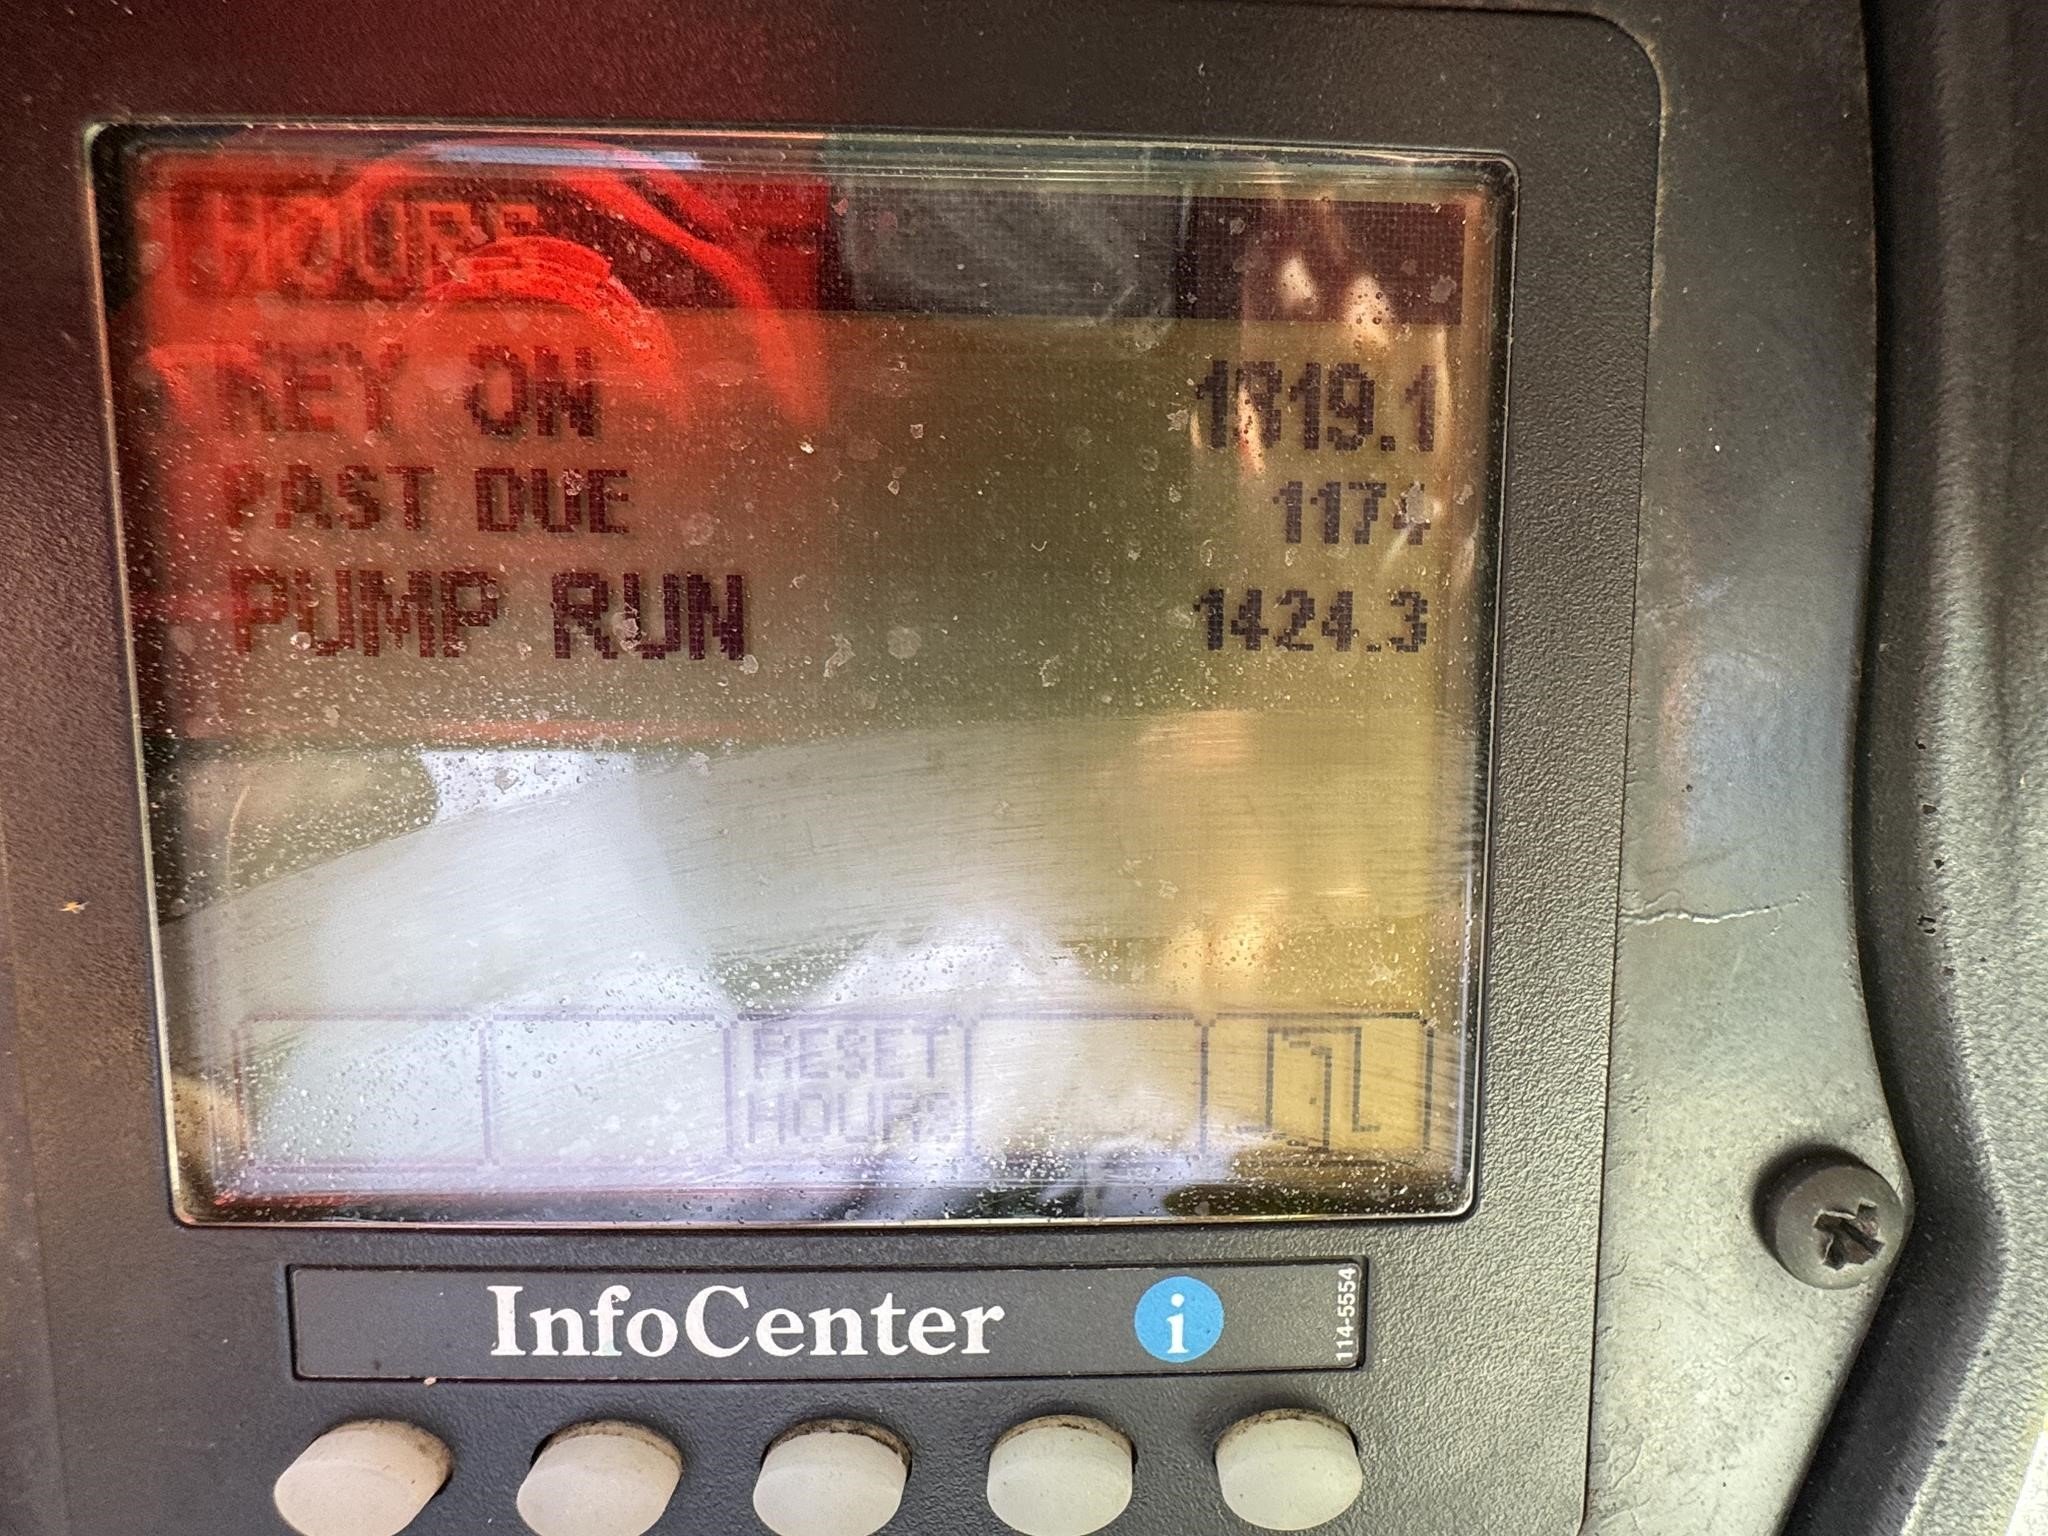 HOURS
KEY ON 1819.1
PAST DUE 1174
PUMP RUN 1424.3
RESET
HOURS
InfoCenter i
114-5554